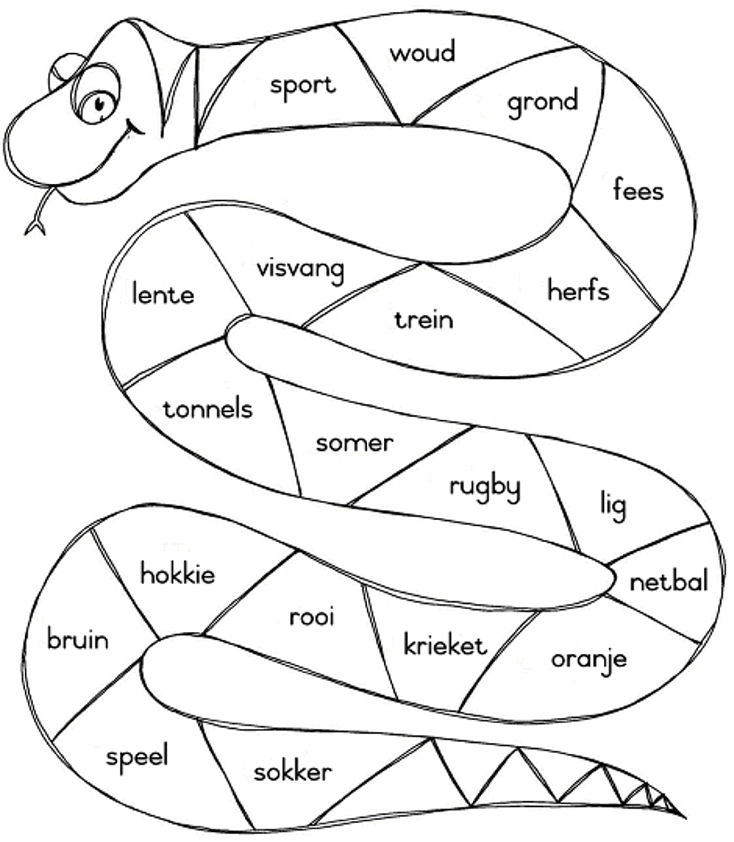 sport
woud
grond
fees
herfs
trein
visvang
lente
tonnels
somer
rugby
lig
netbal
oranje
krieket
rooi
hokkie
bruin
speel
sokker